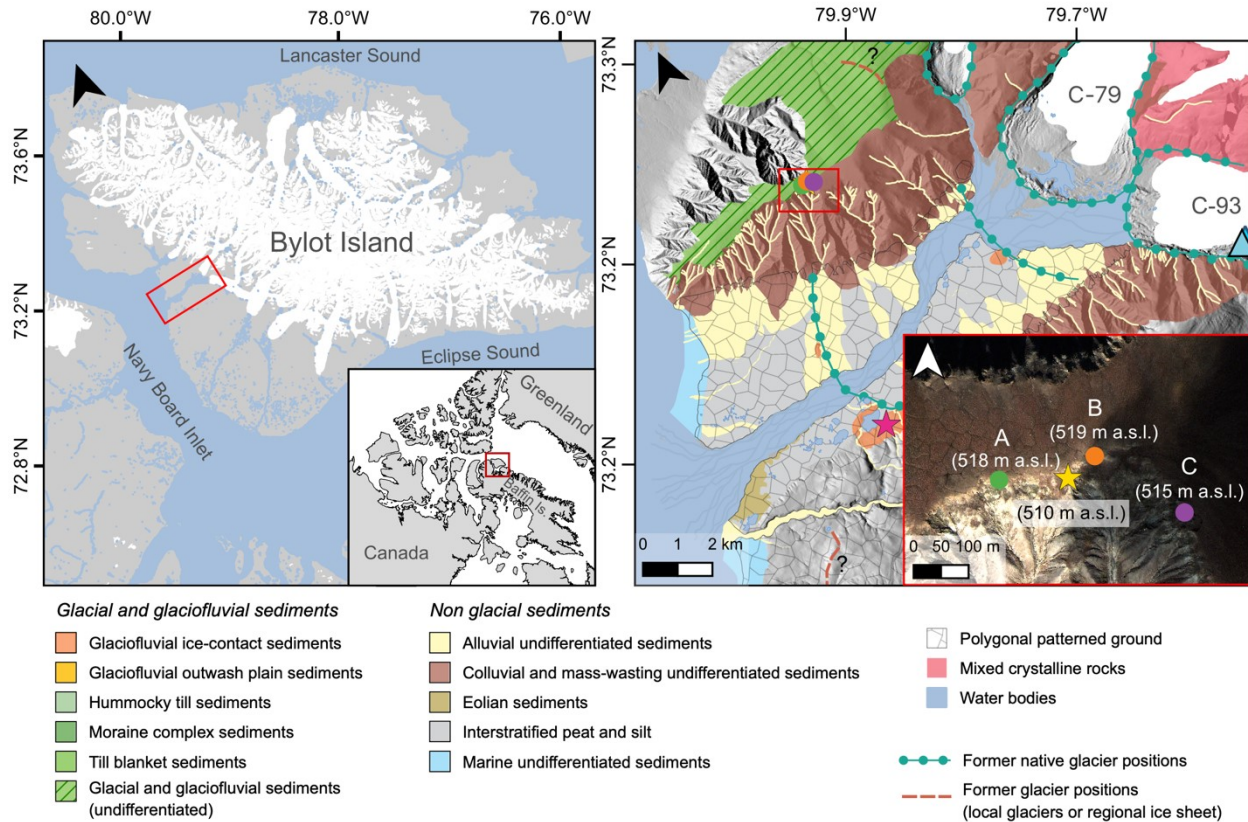 80.0°W 78.0°W 76.0°W
73.6°N
73.2°N
72.8°N
Lancaster Sound
Bylot Island
Eclipse Sound
Navy Board Inlet
Greenland
Baffin Is.
Canada
79.9°W 79.7°W
73.3°N
73.2°N
73.2°N
?
C-79
C-93
?
0 1 2 km
A
(518 m a.s.l.)
B
(519 m a.s.l.)
C
(515 m a.s.l.)
(510 m a.s.l.)
0 50 100 m
Glacial and glaciofluvial sediments
Glaciofluvial ice-contact sediments
Glaciofluvial outwash plain sediments
Hummocky till sediments
Moraine complex sediments
Till blanket sediments
Glacial and glaciofluvial sediments
(undifferentiated)
Non glacial sediments
Alluvial undifferentiated sediments
Colluvial and mass-wasting undifferentiated sediments
Eolian sediments
Interstratified peat and silt
Marine undifferentiated sediments
Polygonal patterned ground
Mixed crystalline rocks
Water bodies
Former native glacier positions
Former glacier positions
(local glaciers or regional ice sheet)